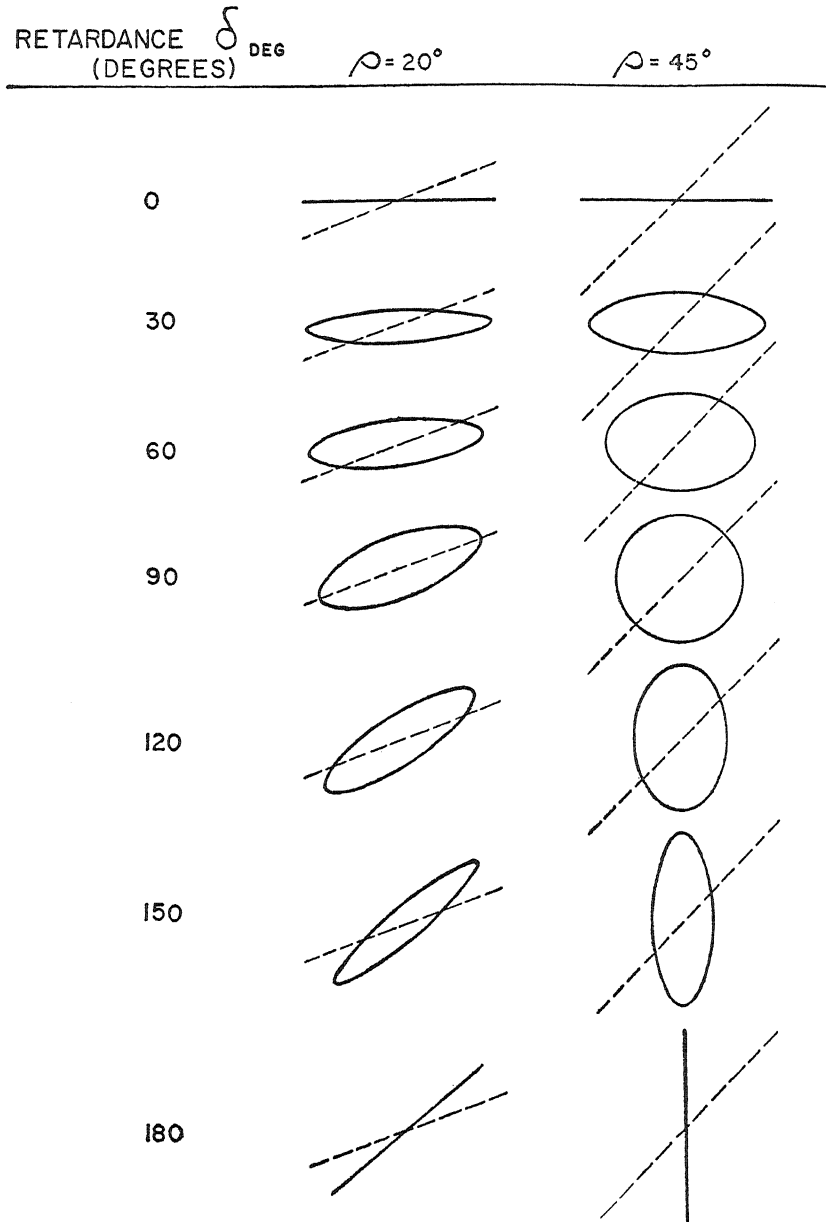 RETARDANCE δ DEG
(DEGREES)
ρ = 20°
ρ = 45°
0
30
60
90
120
150
180